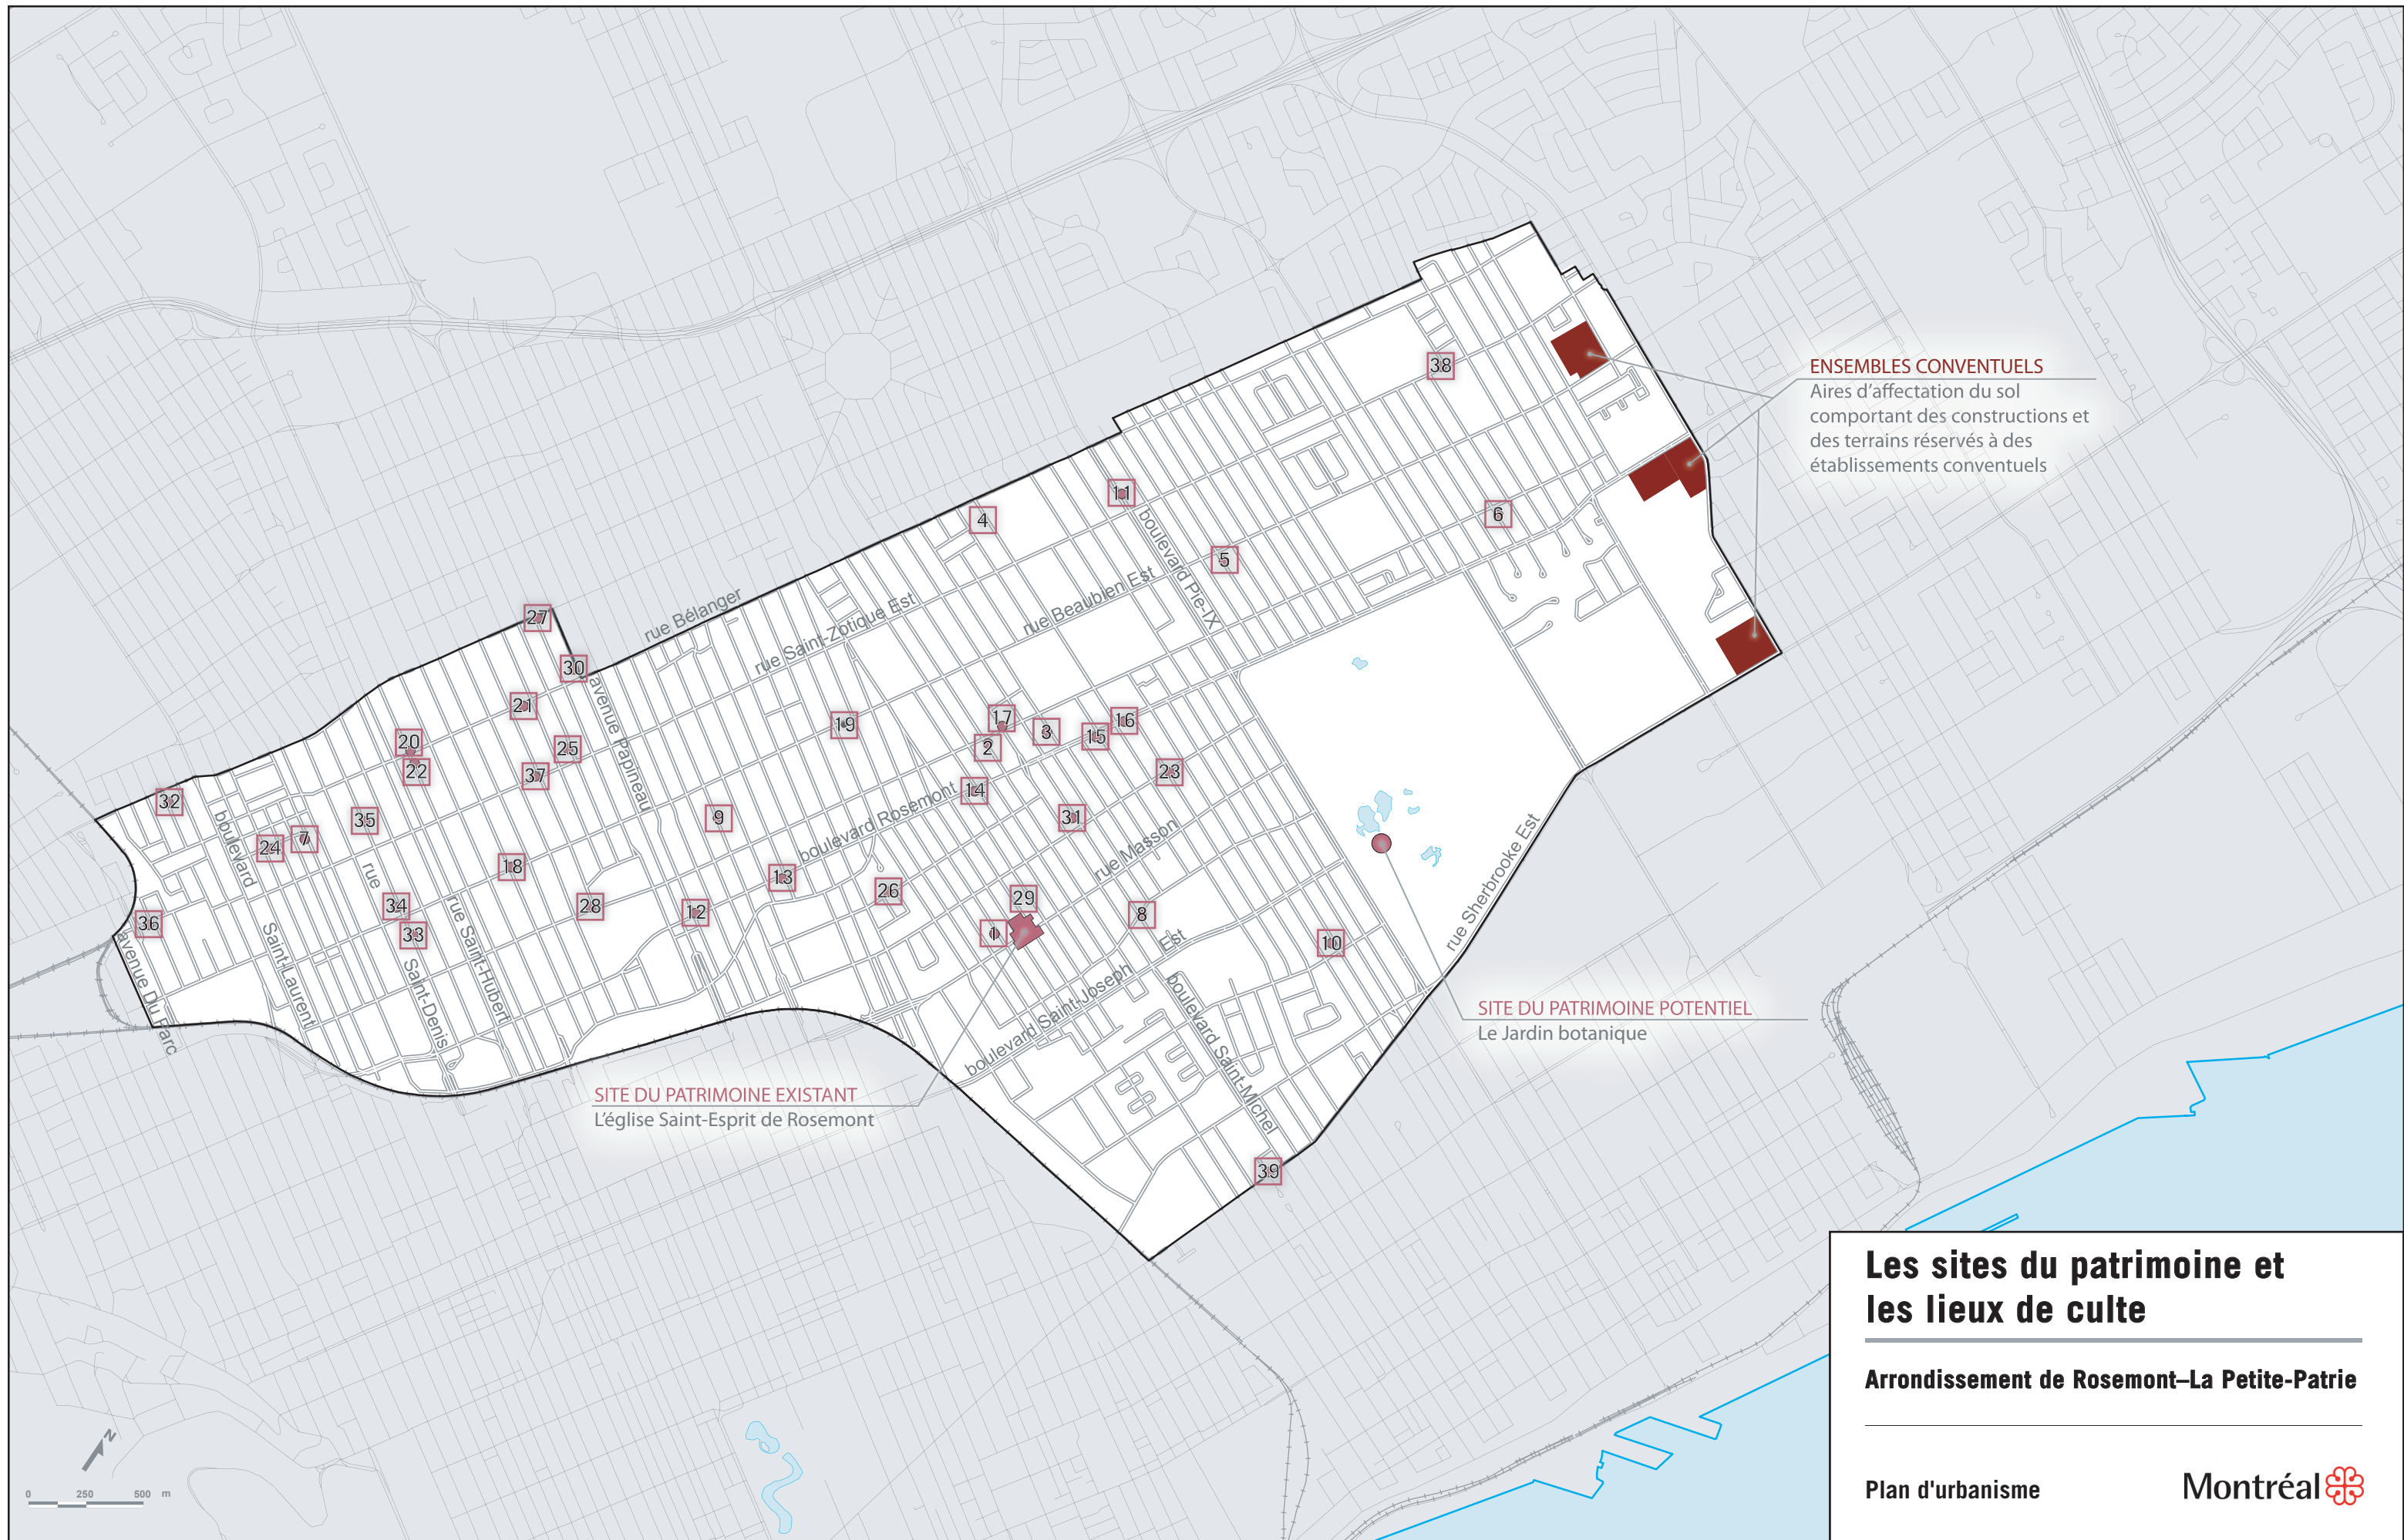 38
ENSEMBLES CONVENTUELS
Aires d'affectation du sol
comportant des constructions et
des terrains réservés à des
établissements conventuels
11
4
6
boulevard Pie-IX
5
rue Beaubien Est
rue Bélanger
rue Saint-Zotique Est
27
30
21
avenue Papineau
19
17
16
3
15
2
20
25
22
37
23
14
32
boulevard
Saint-Laurent
35
9
31
boulevard Rosemont
rue Masson
7
24
18
13
26
rue
Saint-Denis
34
28
12
29
8
36
33
1
rue Saint-Hubert
10
rue Sherbrooke Est
avenue Du Parc
boulevard Saint-Joseph
Est
boulevard Saint-Michel
SITE DU PATRIMOINE POTENTIEL
Le Jardin botanique
SITE DU PATRIMOINE EXISTANT
L'église Saint-Esprit de Rosemont
39
Les sites du patrimoine et
les lieux de culte
Arrondissement de Rosemont–La Petite-Patrie
Plan d'urbanisme
Montréal
N
0 250 500 m